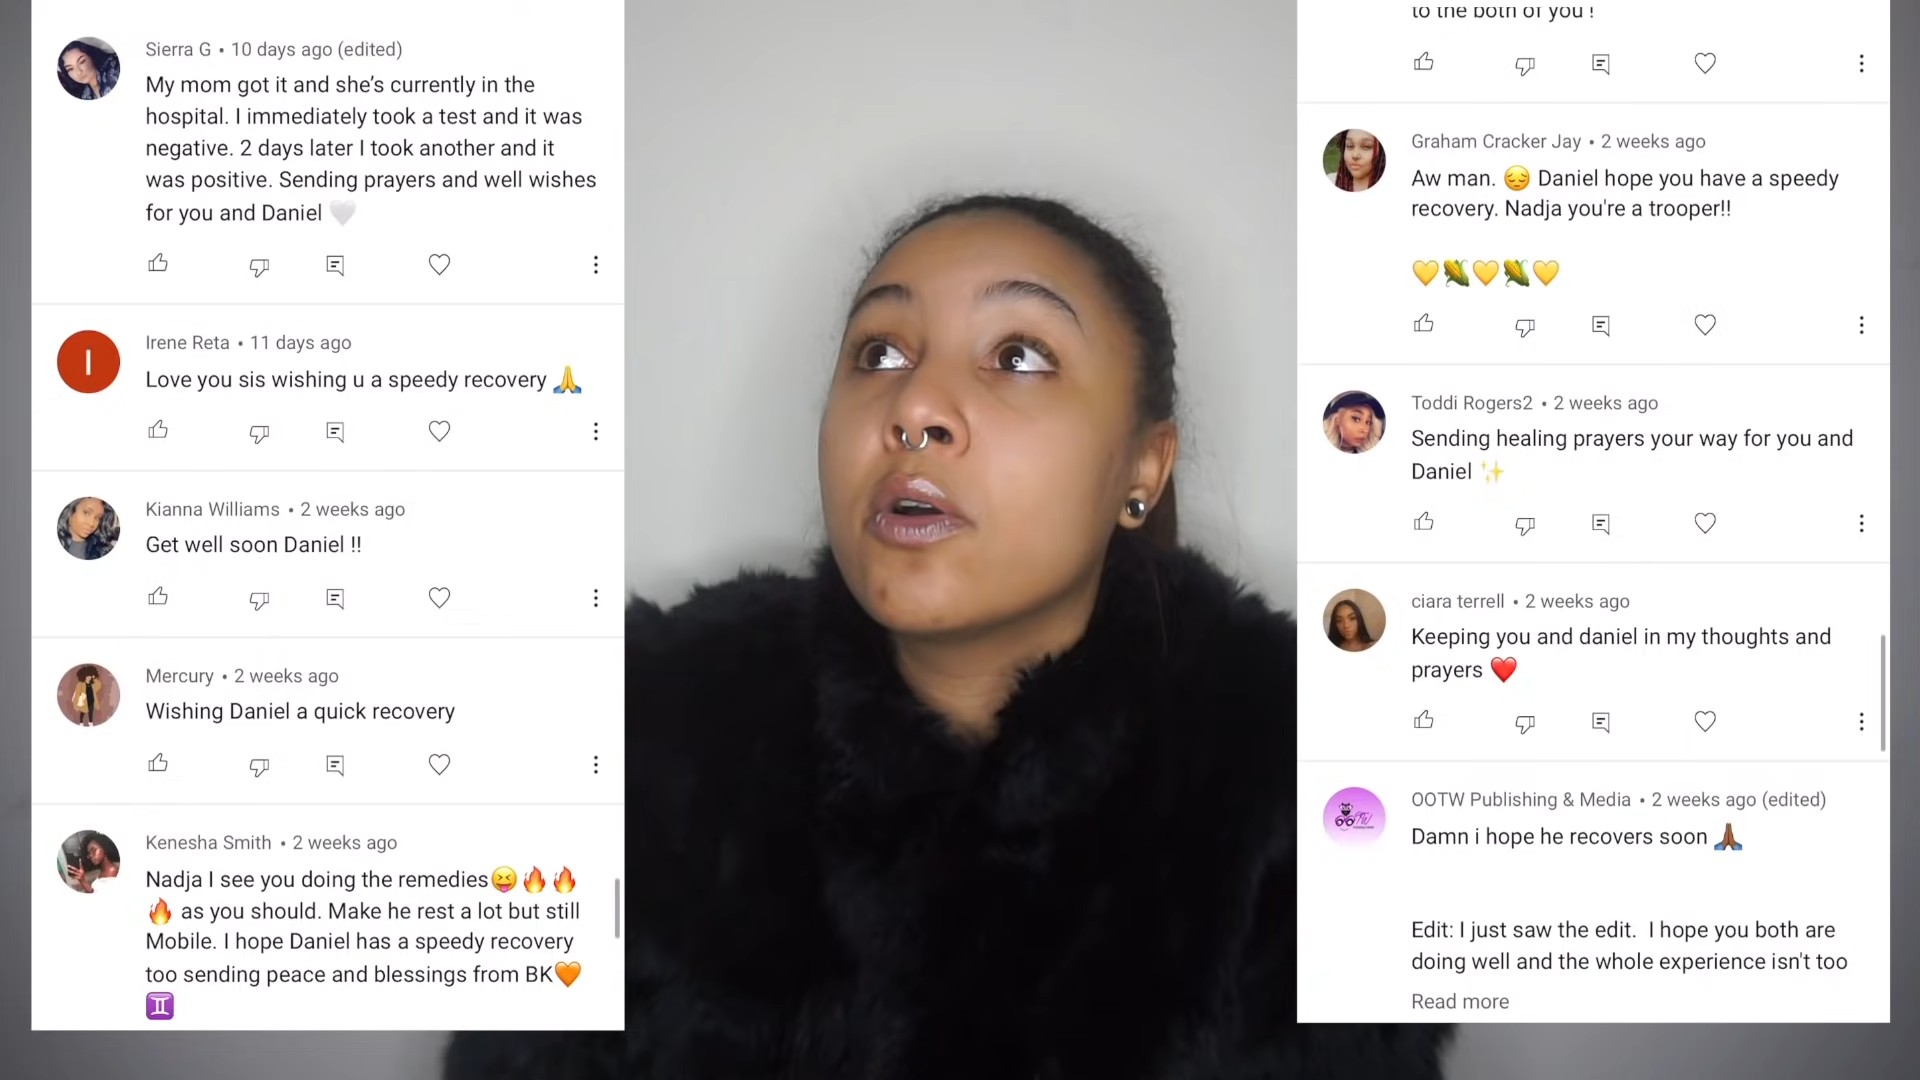 Sierra G • 10 days ago (edited)
My mom got it and she’s currently in the
hospital. I immediately took a test and it was
negative. 2 days later I took another and it
was positive. Sending prayers and well wishes
for you and Daniel 🤍
Irene Reta • 11 days ago
I
Love you sis wishing u a speedy recovery 🙏
Kianna Williams • 2 weeks ago
Get well soon Daniel !!
Mercury • 2 weeks ago
Wishing Daniel a quick recovery
Kenesha Smith • 2 weeks ago
Nadja I see you doing the remedies😝🔥🔥
🔥 as you should. Make he rest a lot but still
Mobile. I hope Daniel has a speedy recovery
too sending peace and blessings from BK🧡
♊
to the both of you !
Graham Cracker Jay • 2 weeks ago
Aw man. 😔 Daniel hope you have a speedy
recovery. Nadja you're a trooper!!
💛🌽💛🌽💛
Toddi Rogers2 • 2 weeks ago
Sending healing prayers your way for you and
Daniel ✨
ciara terrell • 2 weeks ago
Keeping you and daniel in my thoughts and
prayers ❤️
OOTW Publishing & Media • 2 weeks ago (edited)
Damn i hope he recovers soon 🙏🏾
Edit: I just saw the edit.  I hope you both are
doing well and the whole experience isn't too
Read more